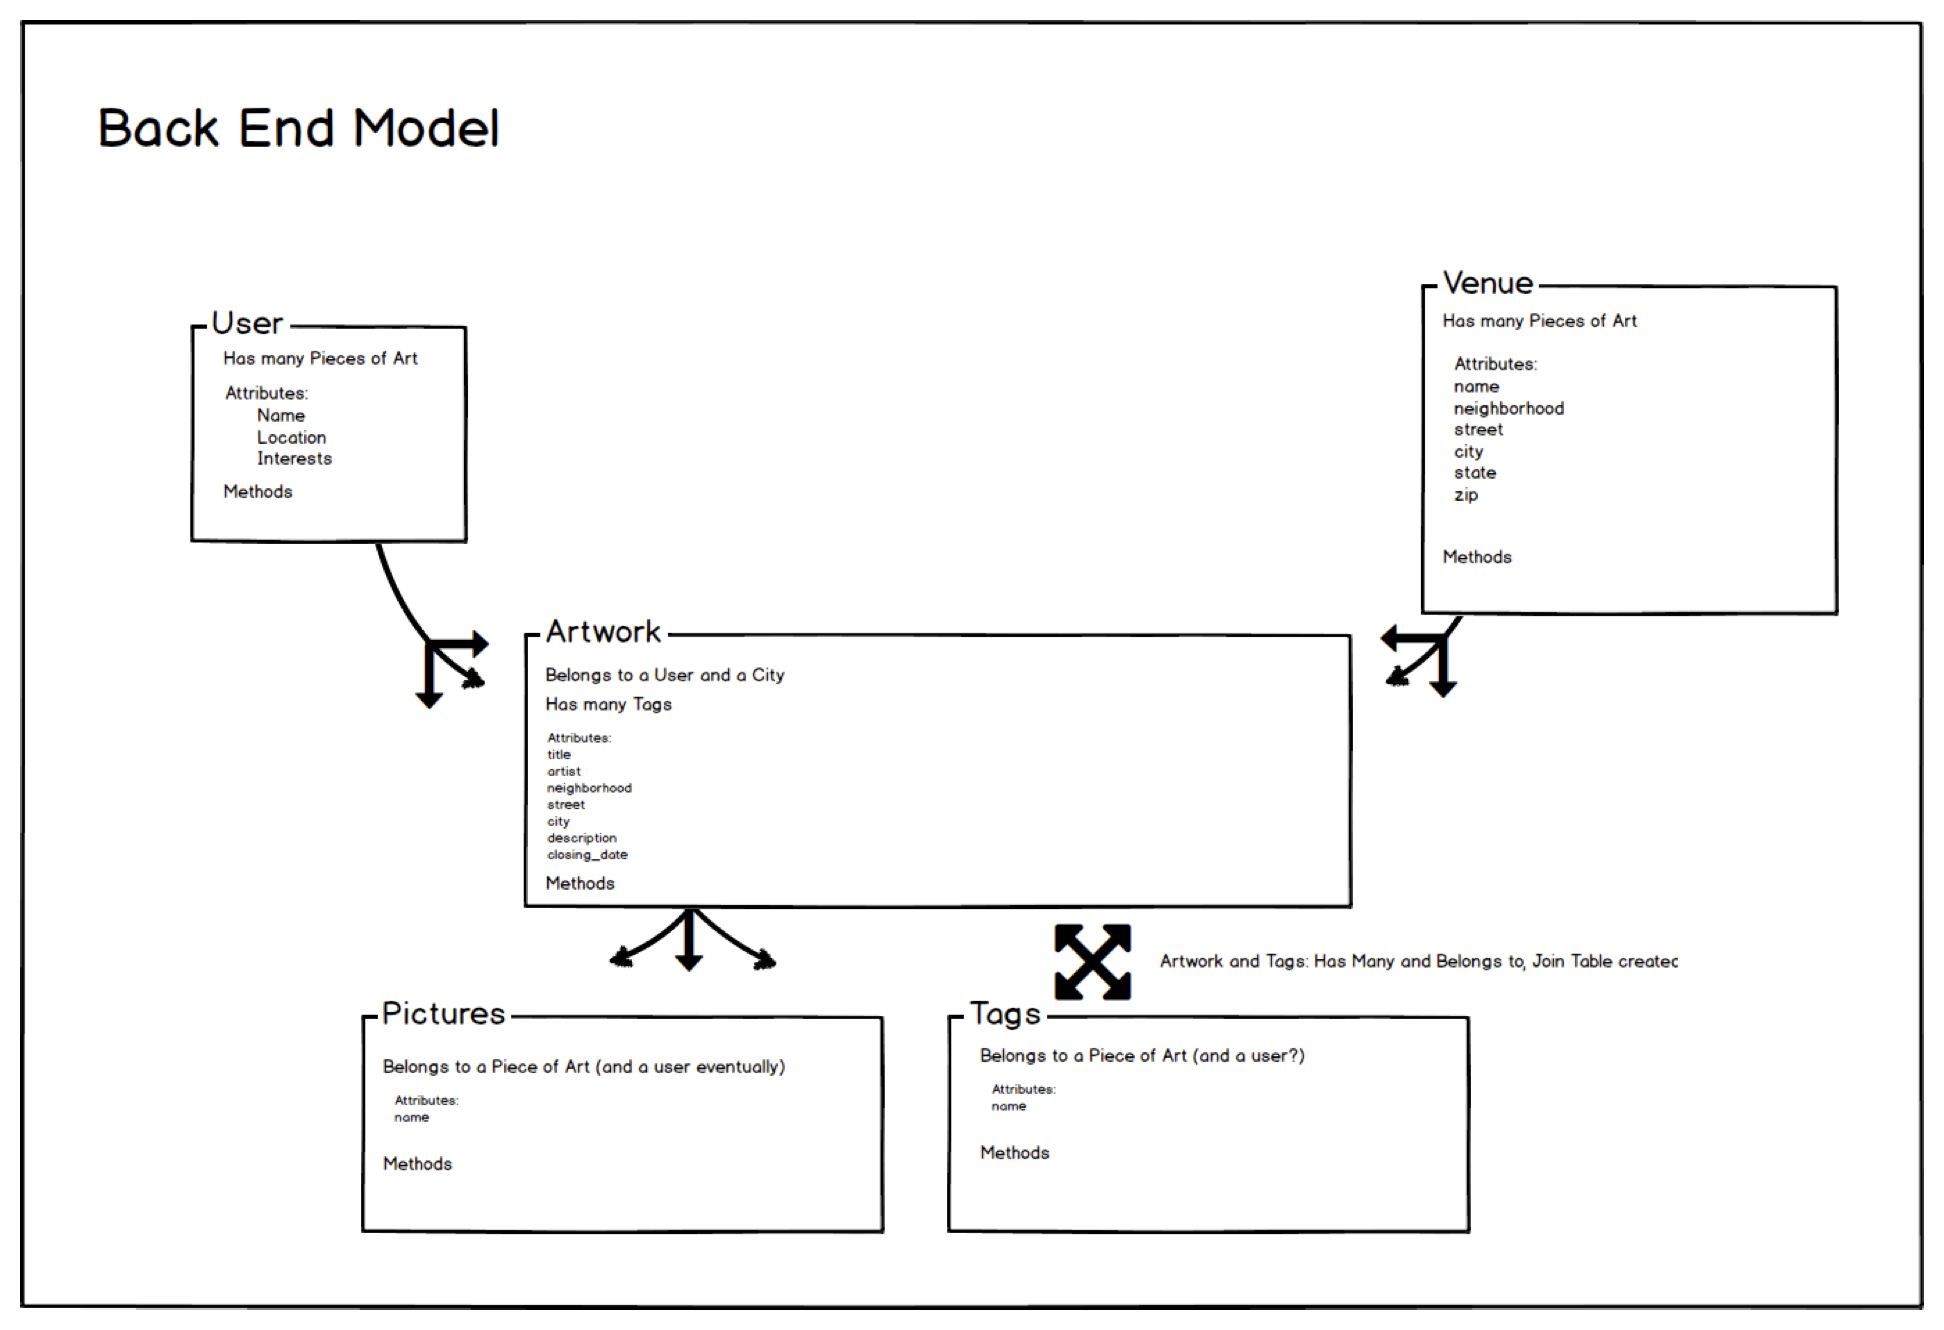 Back End Model
User
Has many Pieces of Art
Attributes:
Name
Location
Interests
Methods
Venue
Has many Pieces of Art
Attributes:
name
neighborhood
street
city
state
zip
Methods
Artwork
Belongs to a User and a City
Has many Tags
Attributes:
title
artist
neighborhood
street
city
description
closing_date
Methods
Artwork and Tags: Has Many and Belongs to, Join Table created
Pictures
Belongs to a Piece of Art (and a user eventually)
Attributes:
name
Methods
Tags
Belongs to a Piece of Art (and a user?)
Attributes:
name
Methods